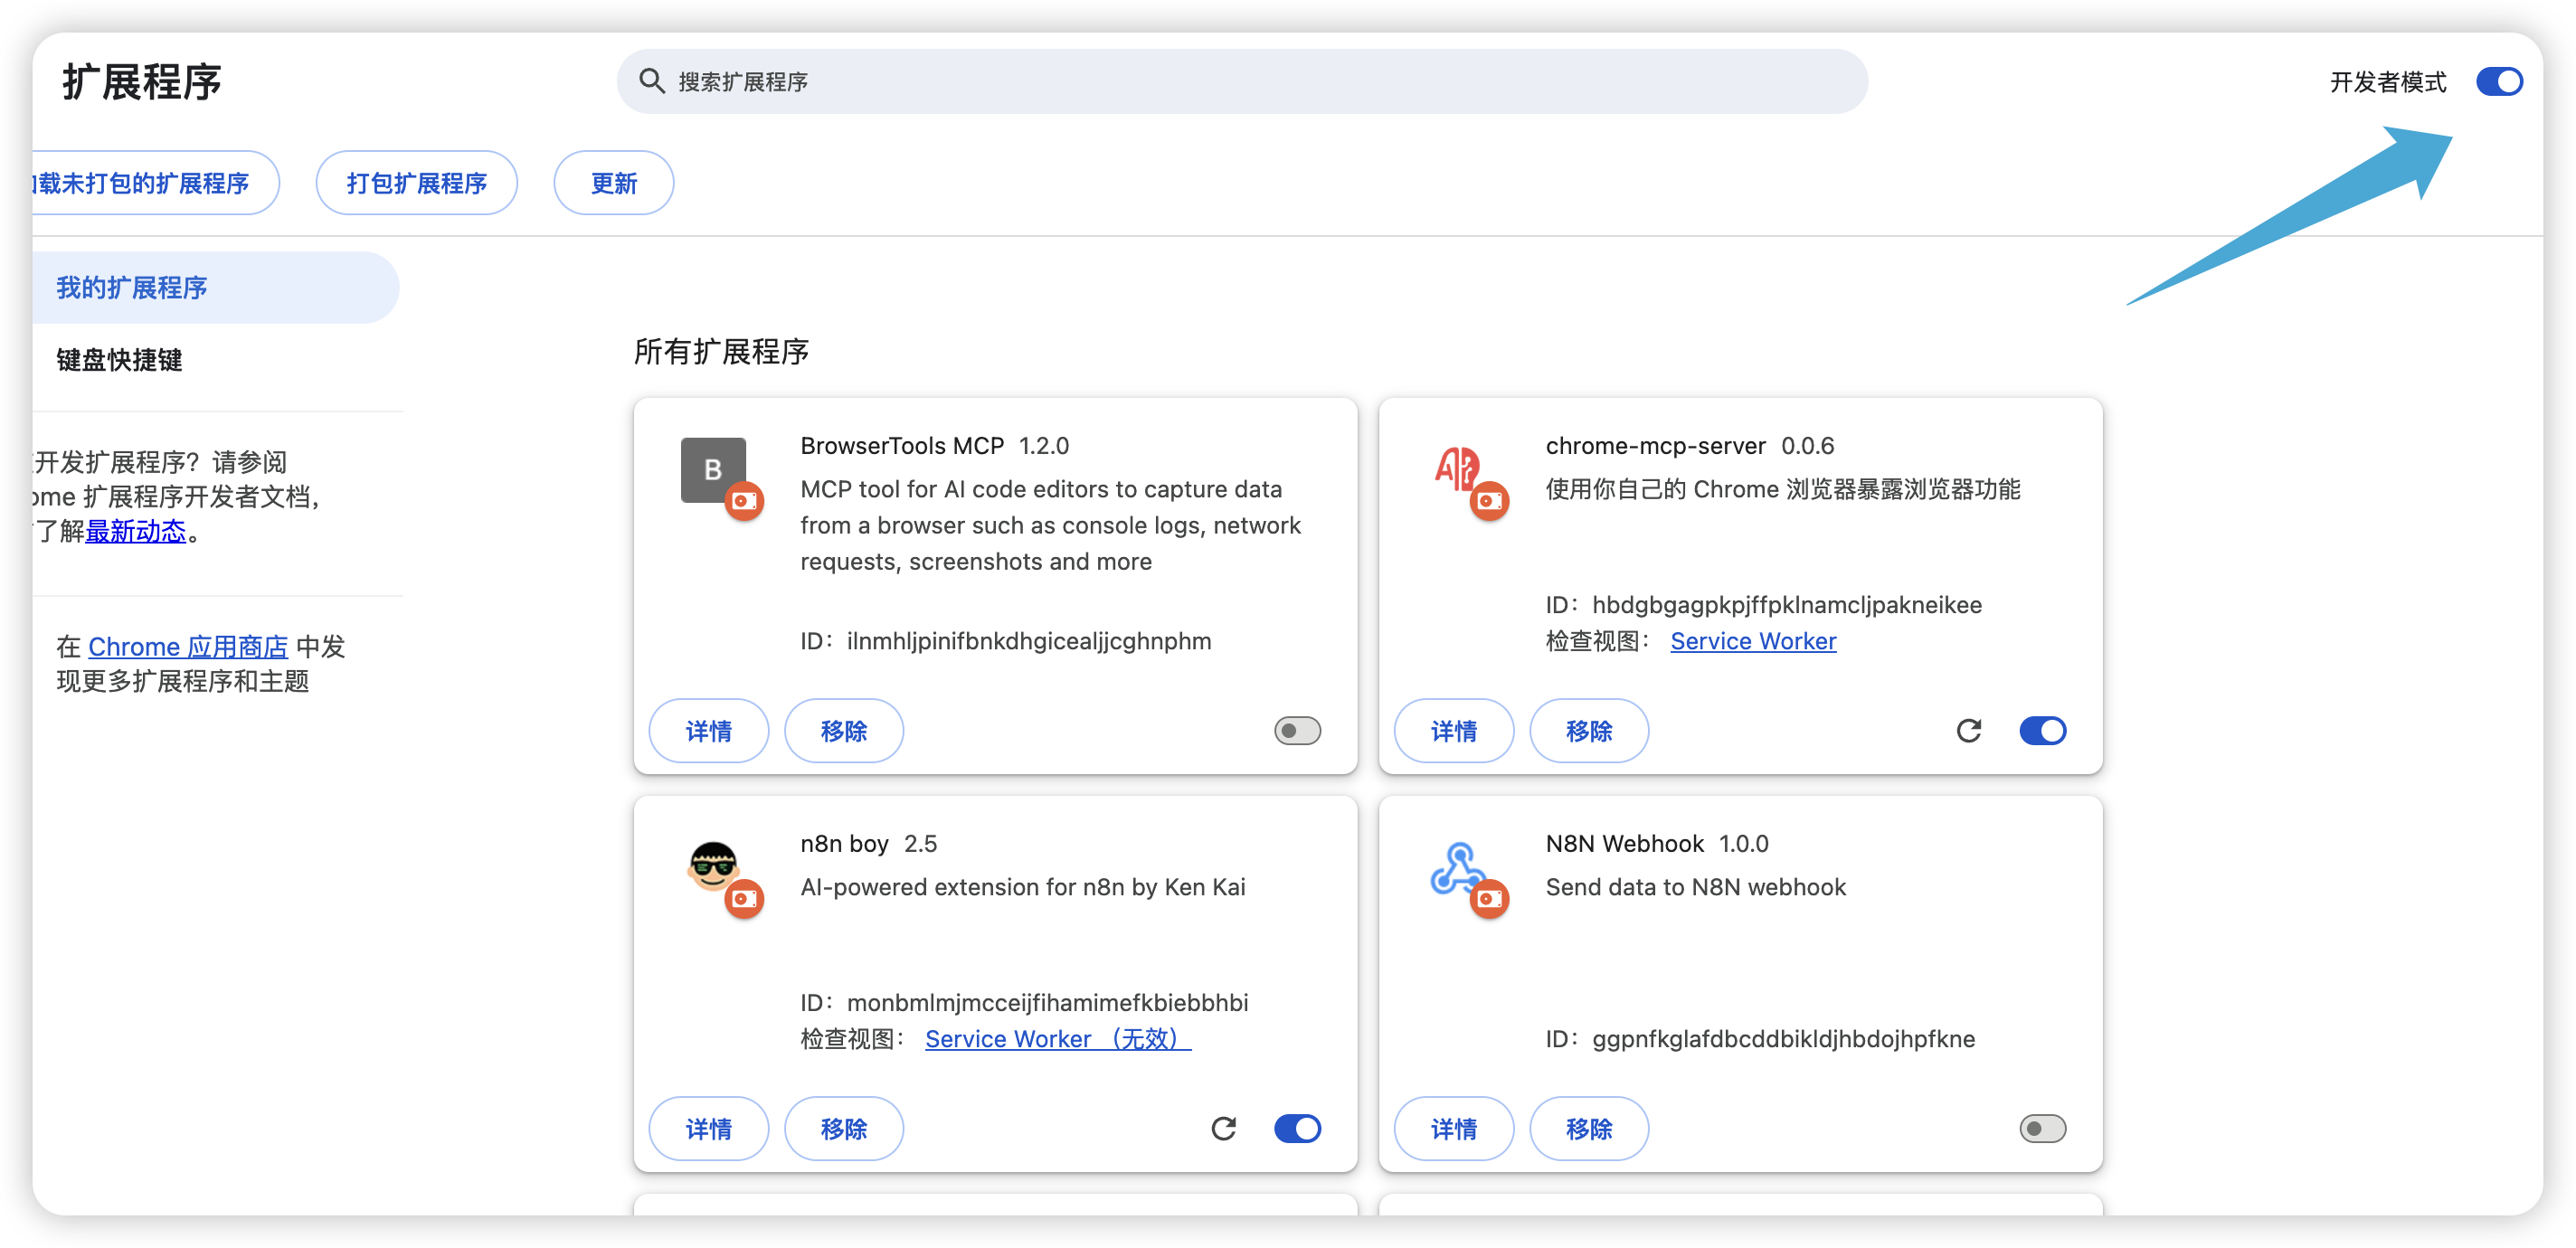 扩展程序
搜索扩展程序
开发者模式
载未打包的扩展程序
打包扩展程序
更新
我的扩展程序
键盘快捷键
开发扩展程序？请参阅
ome 扩展程序开发者文档，
了解最新动态。
在 Chrome 应用商店 中发
现更多扩展程序和主题
所有扩展程序
B
BrowserTools MCP 1.2.0
MCP tool for AI code editors to capture data
from a browser such as console logs, network
requests, screenshots and more
ID：ilnmhljpinifbnkdhgicealjjcghnphm
详情
移除
chrome-mcp-server 0.0.6
使用你自己的 Chrome 浏览器暴露浏览器功能
ID：hbdgbgagpkpjffpklnamcljpakneikee
检查视图： Service Worker
详情
移除
n8n boy 2.5
AI-powered extension for n8n by Ken Kai
ID：monbmlmjmcceijfihamimefkbiebbhbi
检查视图： Service Worker （无效）
详情
移除
N8N Webhook 1.0.0
Send data to N8N webhook
ID：ggpnfkglafdbcddbikldjhbdojhpfkne
详情
移除